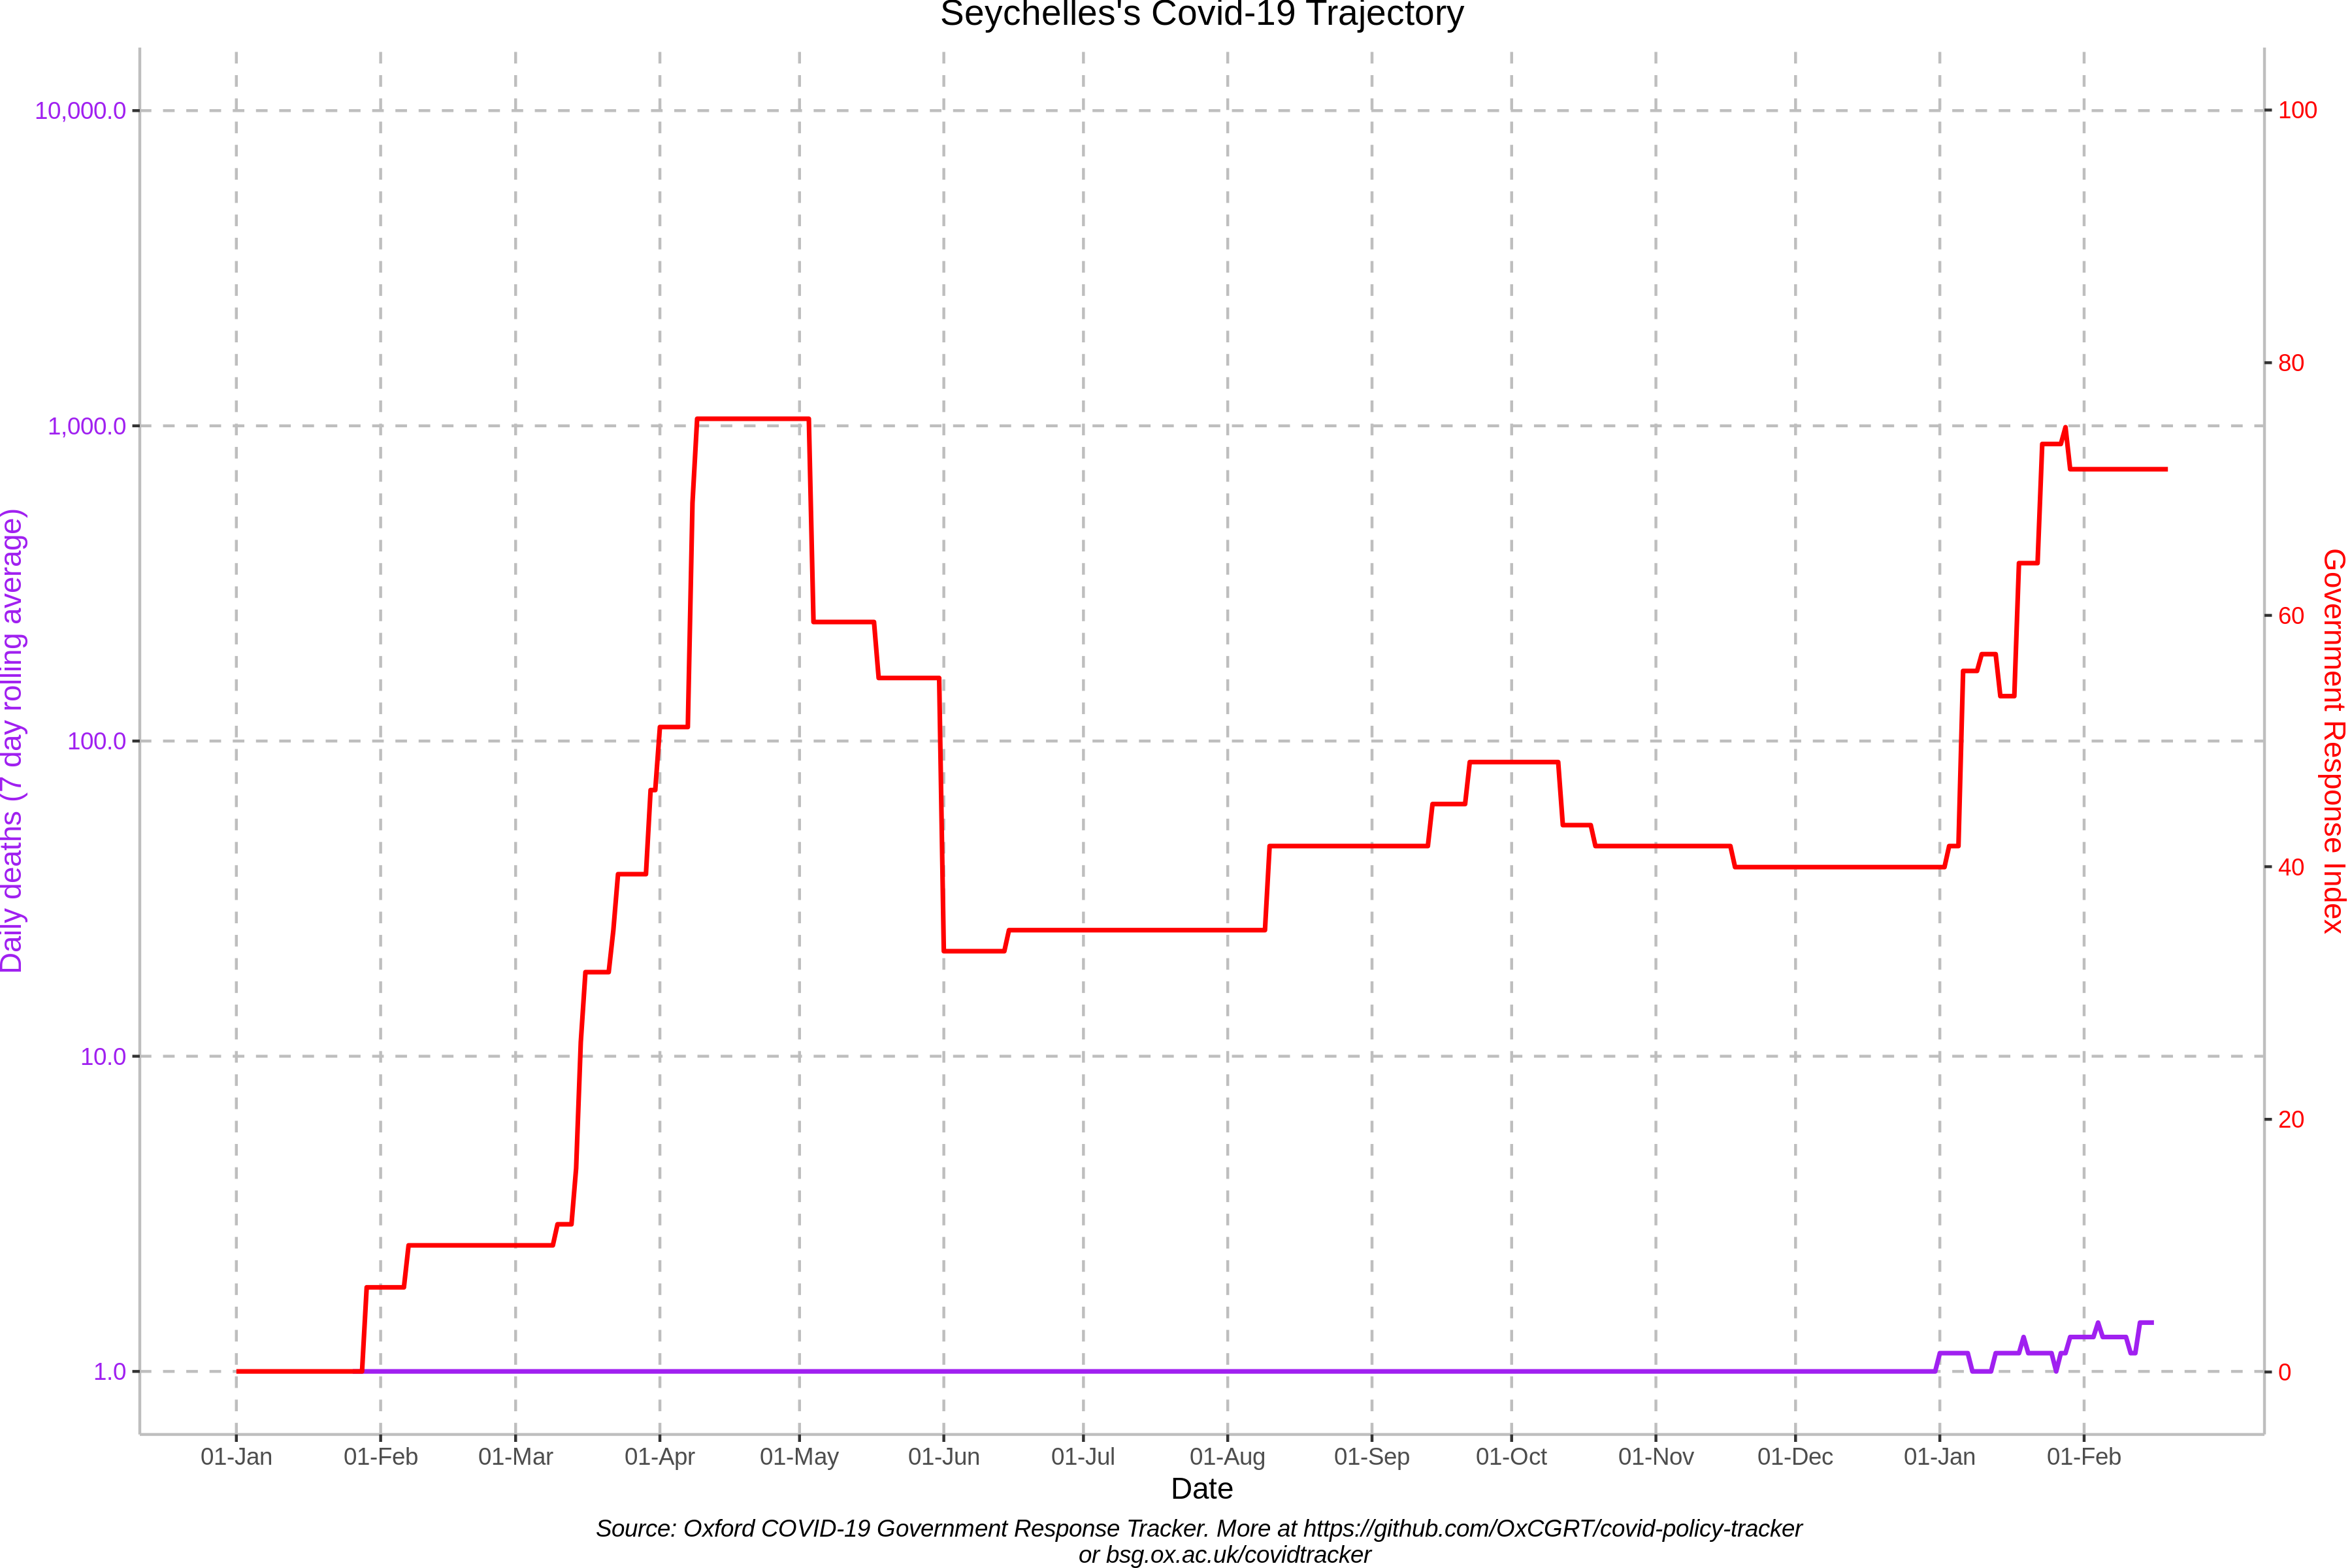 Seychelles's Covid-19 Trajectory
10,000.0
1,000.0
100.0
10.0
1.0
Daily deaths (7 day rolling average)
100
80
60
40
20
0
Government Response Index
01-Jan 01-Feb 01-Mar 01-Apr 01-May 01-Jun 01-Jul 01-Aug 01-Sep 01-Oct 01-Nov 01-Dec 01-Jan 01-Feb
Date
Source: Oxford COVID-19 Government Response Tracker. More at https://github.com/OxCGRT/covid-policy-tracker
or bsg.ox.ac.uk/covidtracker